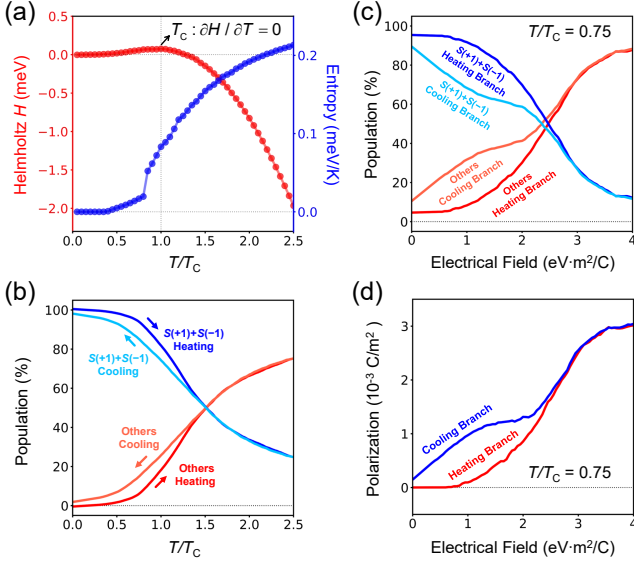 (a)
T_C : ∂H / ∂T = 0
Helmholtz H (meV)
0.0
−0.5
−1.0
−1.5
−2.0
Entropy (meV/K)
0.2
0.1
0.0
0.0 0.5 1.0 1.5 2.0 2.5
T/T_C
(b)
Population (%)
100
80
60
40
20
0
S(+1)+S(−1)
Heating
S(+1)+S(−1)
Cooling
Others
Cooling
Others
Heating
0.0 0.5 1.0 1.5 2.0 2.5
T/T_C
(c)
T/T_C = 0.75
Population (%)
100
80
60
40
20
0
S(+1)+S(−1)
Heating Branch
S(+1)+S(−1)
Cooling Branch
Others
Cooling Branch
Others
Heating Branch
0 1 2 3 4
Electrical Field (eV·m²/C)
(d)
Polarization (10⁻³ C/m²)
3
2
1
0
Cooling Branch
Heating Branch
T/T_C = 0.75
0 1 2 3 4
Electrical Field (eV·m²/C)